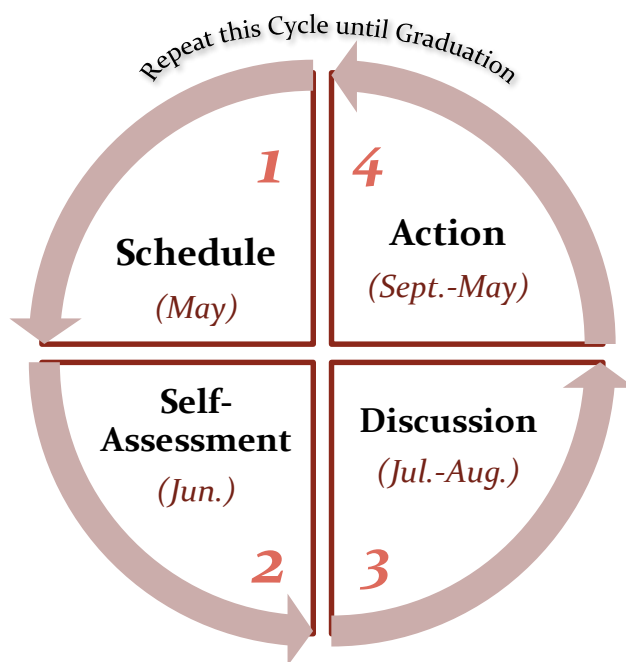 Repeat this Cycle until Graduation
1
Schedule
(May)
2
Self-
Assessment
(Jun.)
3
Discussion
(Jul.-Aug.)
4
Action
(Sept.-May)